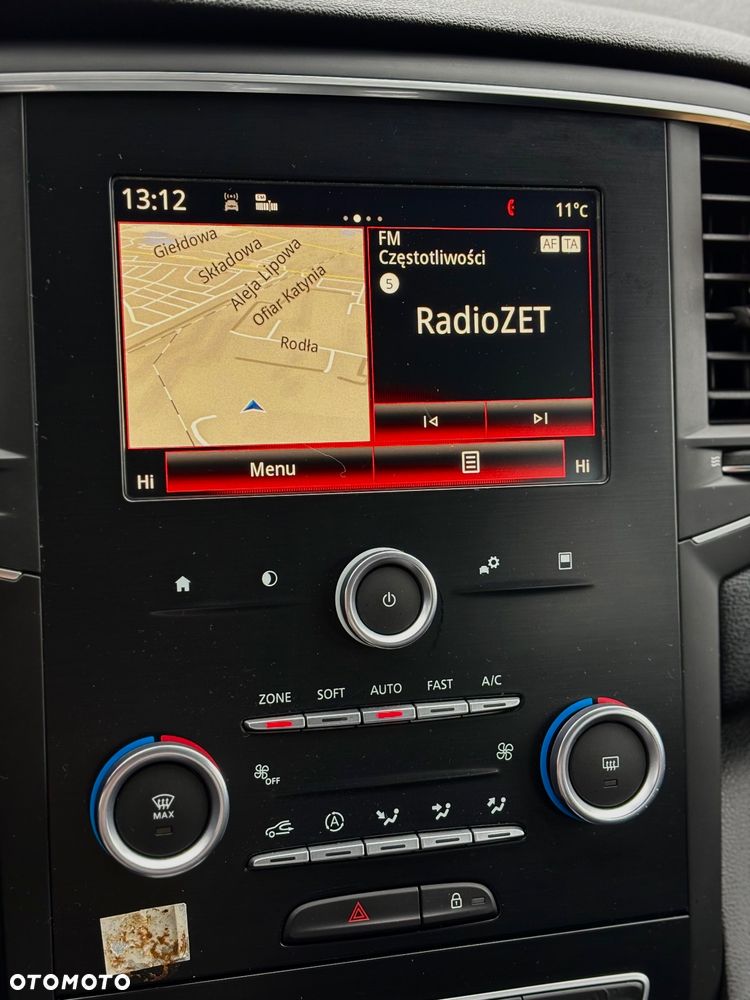 13:12
11°C
Giełdowa
Składowa
Aleja Lipowa
Ofiar Katynia
Rodła
FM
AF TA
Częstotliwości
5
RadioZET
Hi
Menu
Hi
ZONE SOFT AUTO FAST A/C
OFF
MAX
A
OTOMOTO